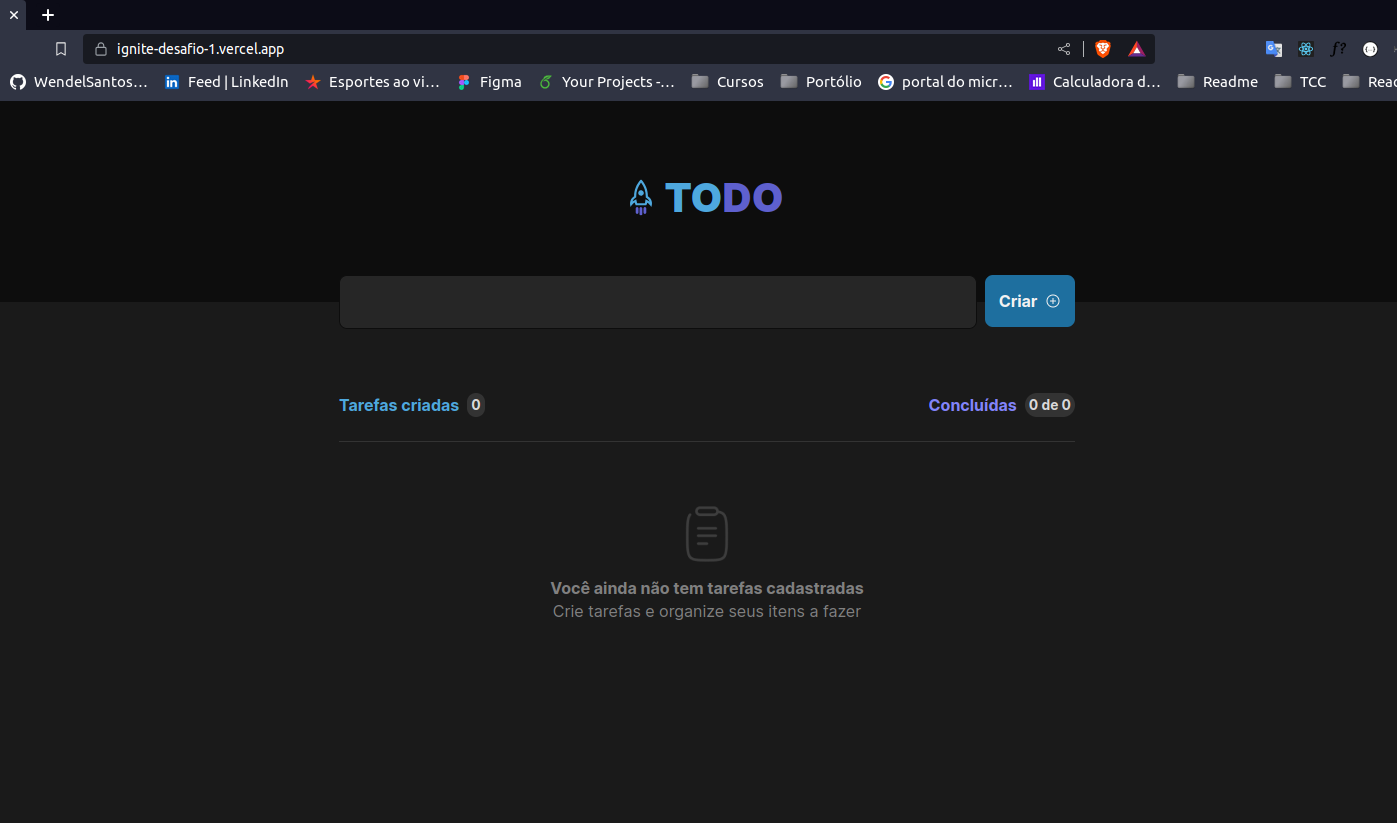 ignite-desafio-1.vercel.app
WendelSantos... Feed | LinkedIn Esportes ao vi... Figma Your Projects -... Cursos Portólio portal do micr... Calculadora d... Readme TCC Reac
TODO
Criar
Tarefas criadas 0 Concluídas 0 de 0
Você ainda não tem tarefas cadastradas
Crie tarefas e organize seus itens a fazer